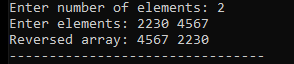 Enter number of elements: 2
Enter elements: 2230 4567
Reversed array: 4567 2230
--------------------------------